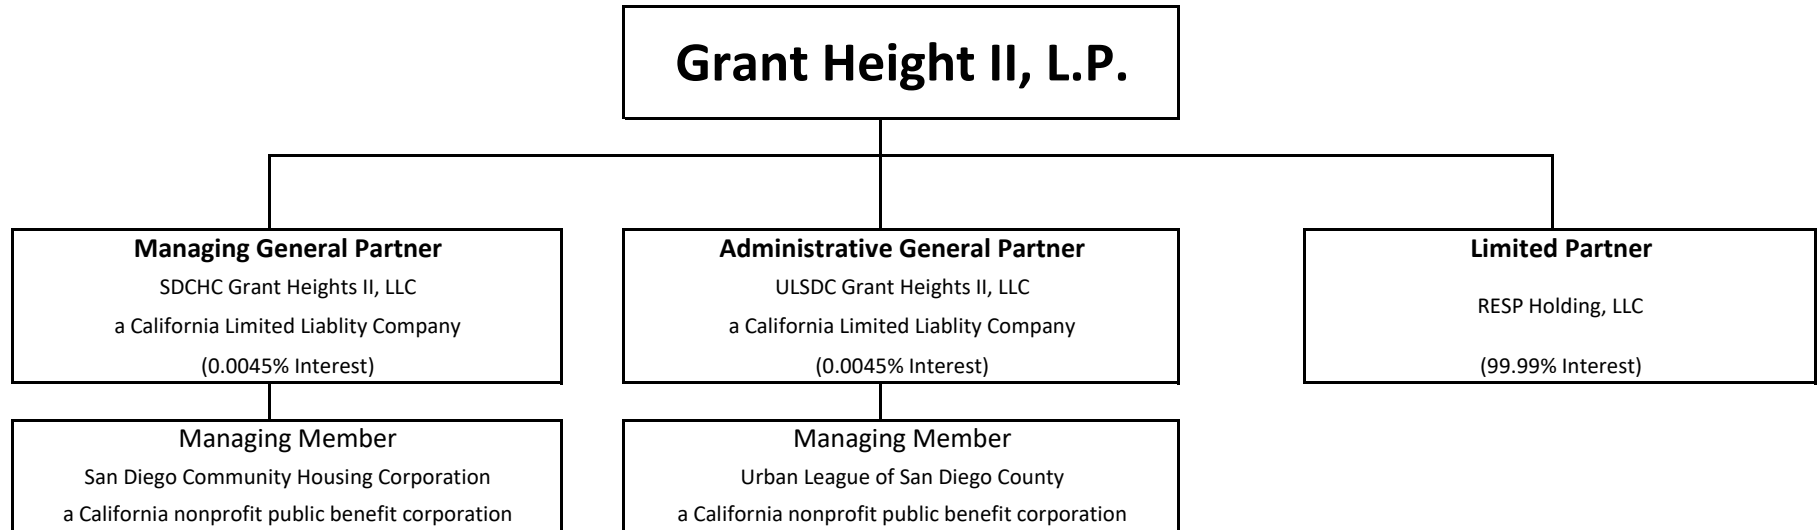 Grant Height II, L.P.
Managing General Partner
SDCHC Grant Heights II, LLC
a California Limited Liablity Company
(0.0045% Interest)
Administrative General Partner
ULSDC Grant Heights II, LLC
a California Limited Liablity Company
(0.0045% Interest)
Limited Partner
RESP Holding, LLC
(99.99% Interest)
Managing Member
San Diego Community Housing Corporation
a California nonprofit public benefit corporation
Managing Member
Urban League of San Diego County
a California nonprofit public benefit corporation